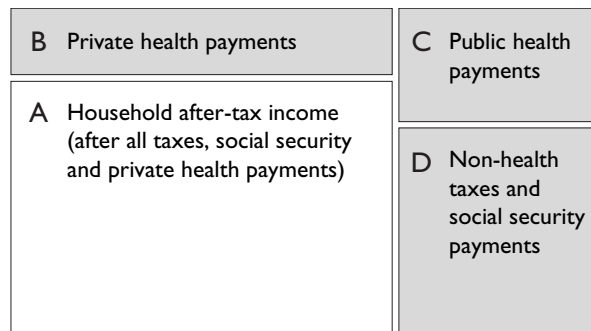 B Private health payments
C Public health
payments
A Household after-tax income
(after all taxes, social security
and private health payments)
D Non-health
taxes and
social security
payments